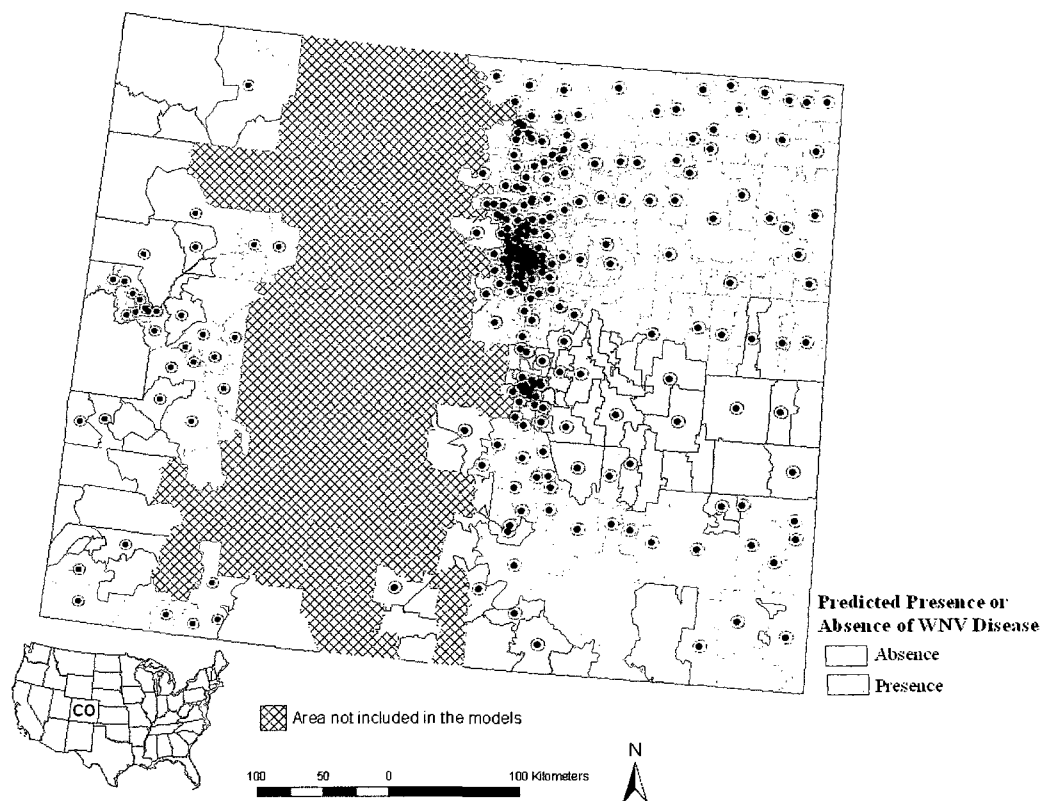 Predicted Presence or
Absence of WNV Disease
Absence
Presence
CO
Area not included in the models
N
100 50 0 100 Kilometers